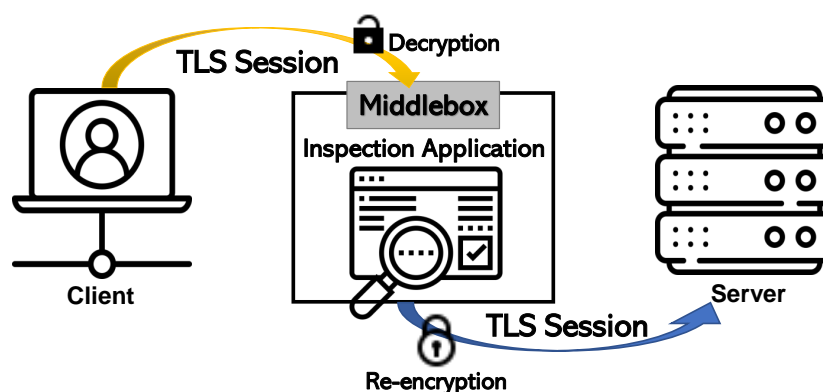 Decryption
TLS Session
Middlebox
Inspection Application
Client
Server
TLS Session
Re-encryption